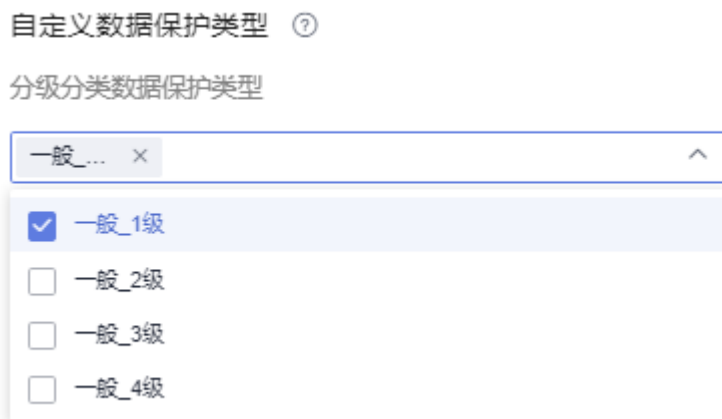 自定义数据保护类型
分级分类数据保护类型
一般_...
一般_1级
一般_2级
一般_3级
一般_4级